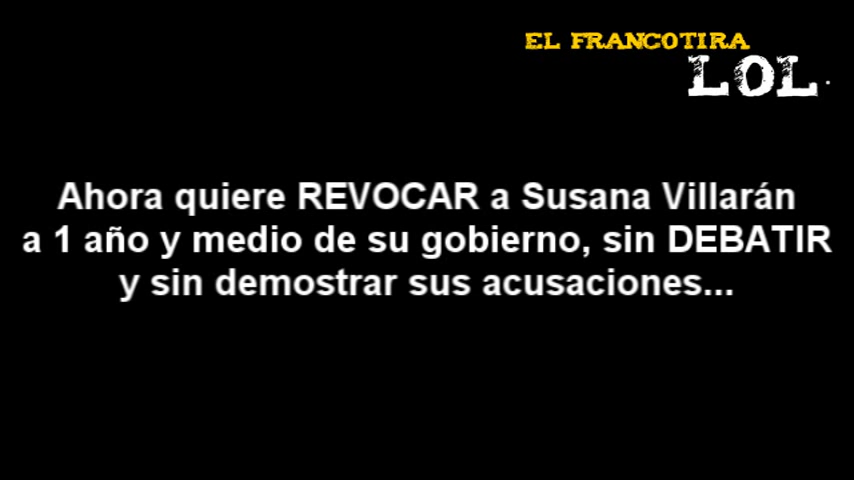 EL FRANCOTIRA
LOL.
Ahora quiere REVOCAR a Susana Villarán
a 1 año y medio de su gobierno, sin DEBATIR
y sin demostrar sus acusaciones...